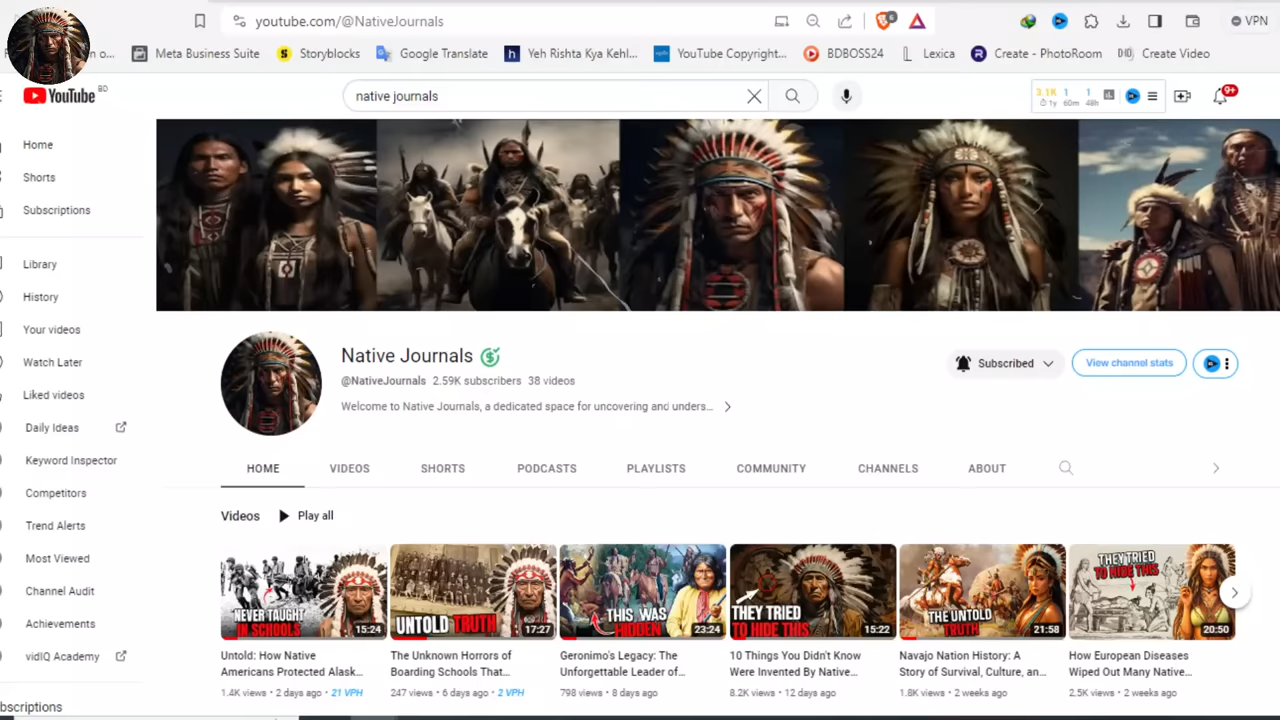 youtube.com/@NativeJournals
6
VPN
n o...
Meta Business Suite
Storyblocks
Google Translate
Yeh Rishta Kya Kehl...
YouTube Copyright...
BDBOSS24
Lexica
Create - PhotoRoom
Create Video
YouTube BD
native journals
3.1K 1 1
1y 60m 48h
9+
Home
Shorts
Subscriptions
Library
History
Your videos
Watch Later
Liked videos
Daily Ideas
Keyword Inspector
Competitors
Trend Alerts
Most Viewed
Channel Audit
Achievements
vidIQ Academy
bscriptions
Native Journals
@NativeJournals 2.59K subscribers 38 videos
Welcome to Native Journals, a dedicated space for uncovering and unders...
Subscribed
View channel stats
HOME VIDEOS SHORTS PODCASTS PLAYLISTS COMMUNITY CHANNELS ABOUT
Videos Play all
NEVER TAUGHT
IN SCHOOLS
15:24
Untold: How Native
Americans Protected Alask...
1.4K views • 2 days ago • 21 VPH
UNTOLD TRUTH
17:27
The Unknown Horrors of
Boarding Schools That...
247 views • 6 days ago • 2 VPH
THIS WAS
HIDDEN
23:24
Geronimo's Legacy: The
Unforgettable Leader of...
798 views • 8 days ago
THEY TRIED
TO HIDE THIS
15:22
10 Things You Didn't Know
Were Invented By Native...
8.2K views • 12 days ago
THE UNTOLD
TRUTH
21:58
Navajo Nation History: A
Story of Survival, Culture, an...
1.8K views • 2 weeks ago
THEY TRIED
TO HIDE THIS
20:50
How European Diseases
Wiped Out Many Native...
2.5K views • 2 weeks ago